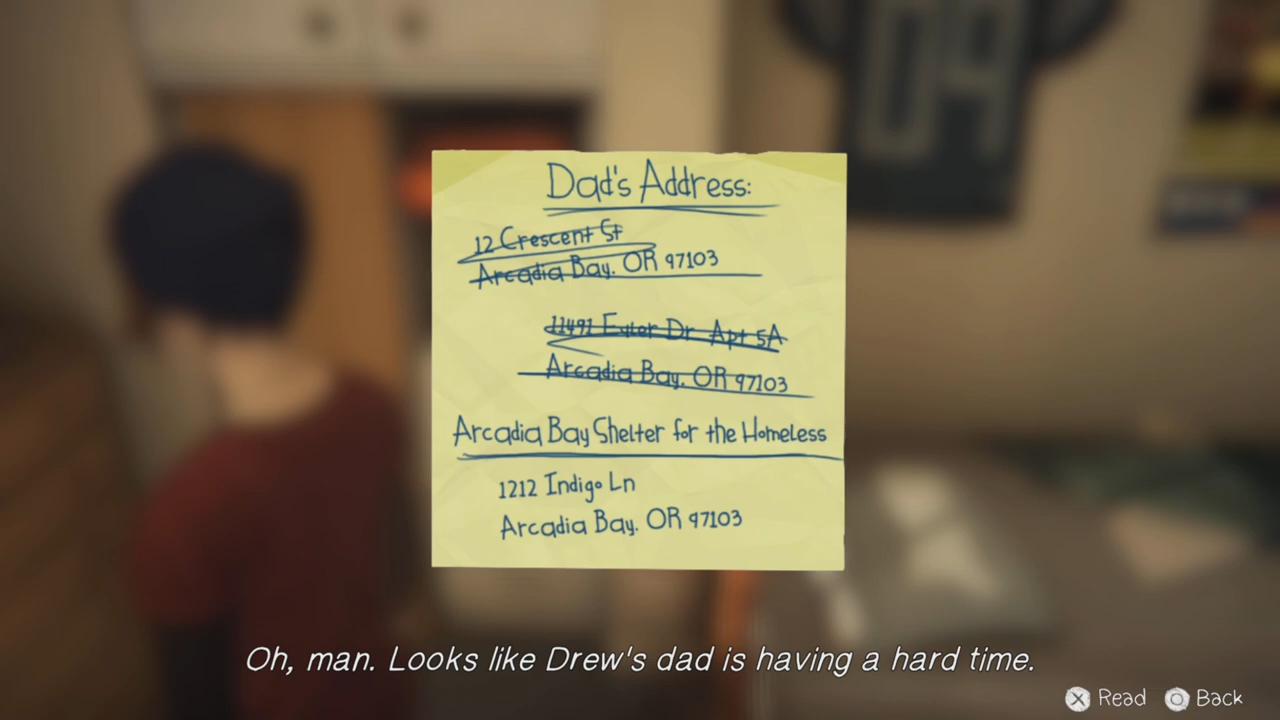 09
Dad's Address:
12 Crescent St
Arcadia Bay. OR 97103
11491 Dr Apt 5A
Arcadia Bay. OR 97103
Arcadia Bay Shelter for the Homeless
1212 Indigo Ln
Arcadia Bay. OR 97103
Oh, man. Looks like Drew's dad is having a hard time.
Read Back